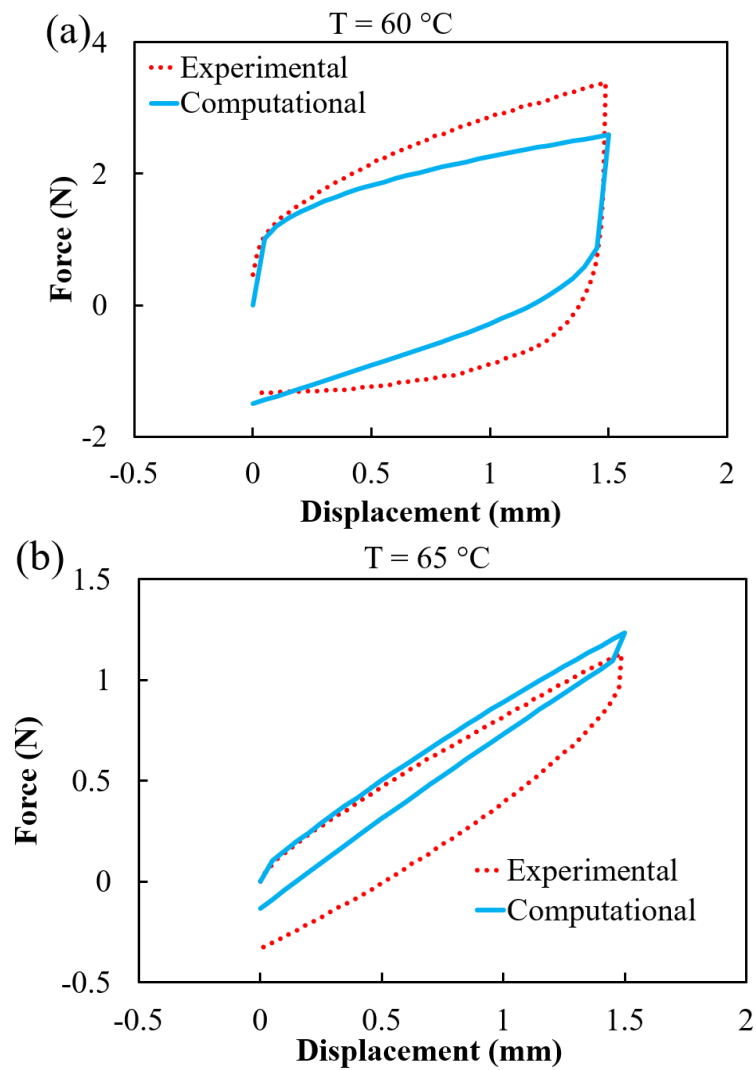 (a)
T = 60 °C
4
Experimental
Computational
2
0
-2
Force (N)
-0.5 0 0.5 1 1.5 2
Displacement (mm)
(b)
T = 65 °C
1.5
1
0.5
0
-0.5
Force (N)
Experimental
Computational
-0.5 0 0.5 1 1.5 2
Displacement (mm)